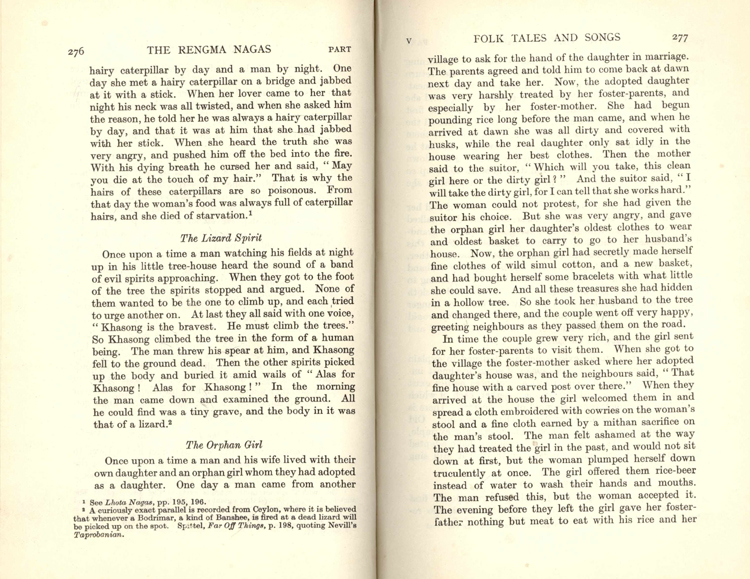 276 THE RENGMA NAGAS PART
hairy caterpillar by day and a man by night. One
day she met a hairy caterpillar on a bridge and jabbed
at it with a stick. When her lover came to her that
night his neck was all twisted, and when she asked him
the reason, he told her he was always a hairy caterpillar
by day, and that it was at him that she had jabbed
with her stick. When she heard the truth she was
very angry, and pushed him off the bed into the fire.
With his dying breath he cursed her and said, " May
you die at the touch of my hair." That is why the
hairs of these caterpillars are so poisonous. From
that day the woman's food was always full of caterpillar
hairs, and she died of starvation.¹
The Lizard Spirit
Once upon a time a man watching his fields at night
up in his little tree-house heard the sound of a band
of evil spirits approaching. When they got to the foot
of the tree the spirits stopped and argued. None of
them wanted to be the one to climb up, and each tried
to urge another on. At last they all said with one voice,
" Khasong is the bravest. He must climb the trees."
So Khasong climbed the tree in the form of a human
being. The man threw his spear at him, and Khasong
fell to the ground dead. Then the other spirits picked
up the body and buried it amid wails of " Alas for
Khasong ! Alas for Khasong ! " In the morning
the man came down and examined the ground. All
he could find was a tiny grave, and the body in it was
that of a lizard.²
The Orphan Girl
Once upon a time a man and his wife lived with their
own daughter and an orphan girl whom they had adopted
as a daughter. One day a man came from another
¹ See Lhota Nagas, pp. 195, 196.
² A curiously exact parallel is recorded from Ceylon, where it is believed
that whenever a Bodrimar, a kind of Banshee, is fired at a dead lizard will
be picked up on the spot. Spittel, Far Off Things, p. 198, quoting Nevill's
Taprobanian.
V FOLK TALES AND SONGS 277
village to ask for the hand of the daughter in marriage.
The parents agreed and told him to come back at dawn
next day and take her. Now, the adopted daughter
was very harshly treated by her foster-parents, and
especially by her foster-mother. She had begun
pounding rice long before the man came, and when he
arrived at dawn she was all dirty and covered with
husks, while the real daughter only sat idly in the
house wearing her best clothes. Then the mother
said to the suitor, " Which will you take, this clean
girl here or the dirty girl ? " And the suitor said, " I
will take the dirty girl, for I can tell that she works hard."
The woman could not protest, for she had given the
suitor his choice. But she was very angry, and gave
the orphan girl her daughter's oldest clothes to wear
and oldest basket to carry to go to her husband's
house. Now, the orphan girl had secretly made herself
fine clothes of wild simul cotton, and a new basket,
and had bought herself some bracelets with what little
she could save. And all these treasures she had hidden
in a hollow tree. So she took her husband to the tree
and changed there, and the couple went off very happy,
greeting neighbours as they passed them on the road.
In time the couple grew very rich, and the girl sent
for her foster-parents to visit them. When she got to
the village the foster-mother asked where her adopted
daughter's house was, and the neighbours said, " That
fine house with a carved post over there." When they
arrived at the house the girl welcomed them in and
spread a cloth embroidered with cowries on the woman's
stool and a fine cloth earned by a mithan sacrifice on
the man's stool. The man felt ashamed at the way
they had treated the girl in the past, and would not sit
down at first, but the woman plumped herself down
truculently at once. The girl offered them rice-beer
instead of water to wash their hands and mouths.
The man refused this, but the woman accepted it.
The evening before they left the girl gave her foster-
father nothing but meat to eat with his rice and her